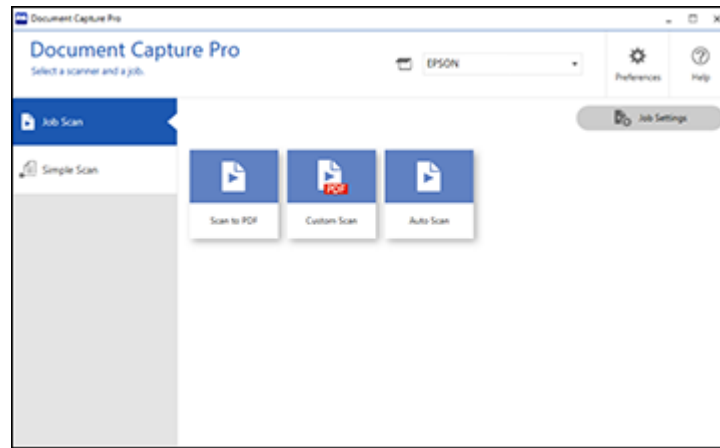 Document Capture Pro
Document Capture Pro
Select a scanner and a job.
EPSON
Preferences
Help
Job Scan
Job Settings
Simple Scan
PDF
Scan to PDF
Custom Scan
Auto Scan